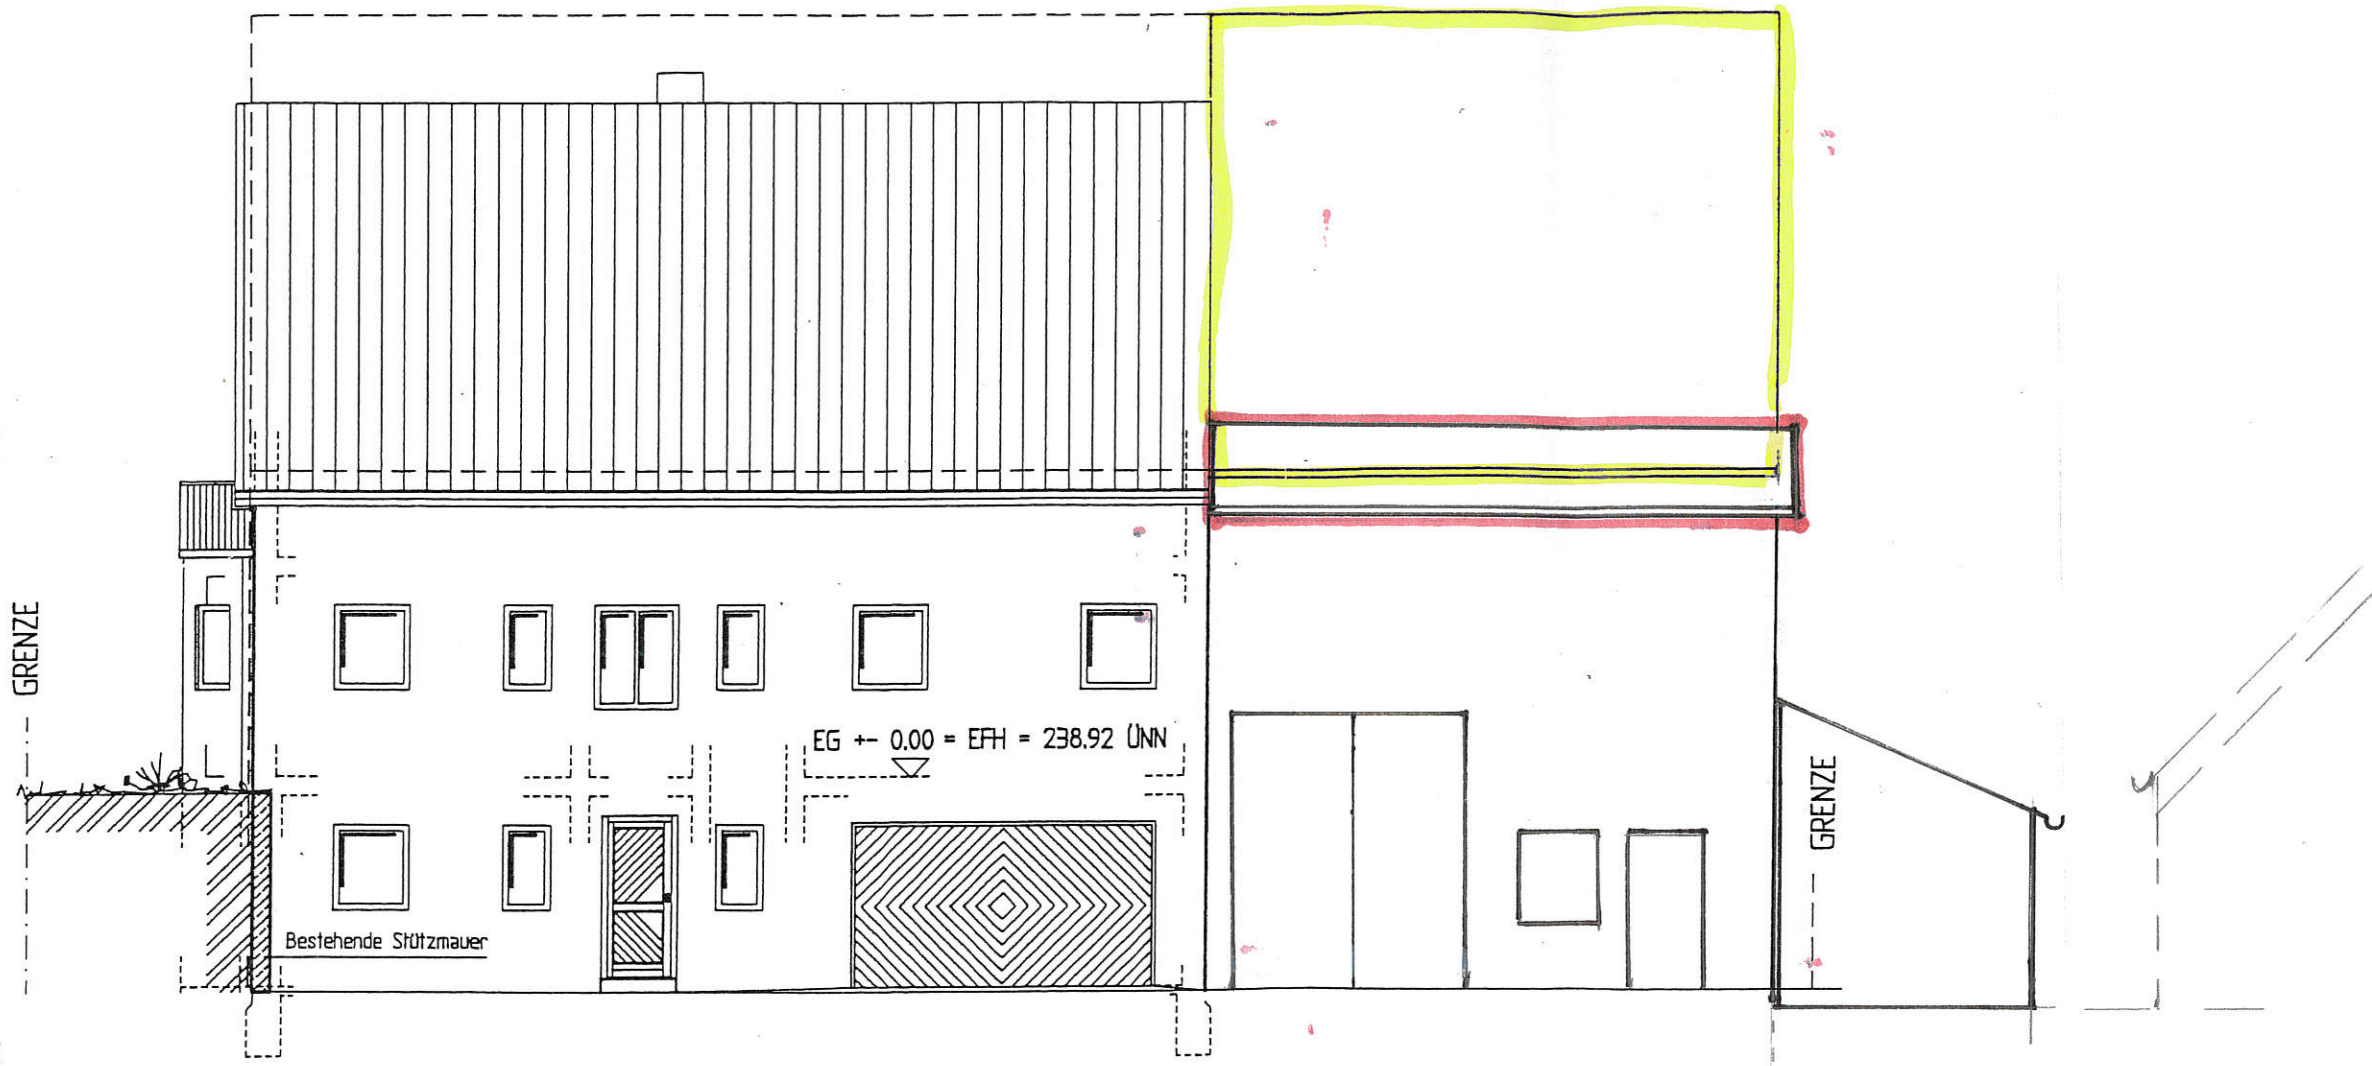 GRENZE
EG +- 0.00 = EFH = 238.92 ÜNN
GRENZE
Bestehende Stützmauer